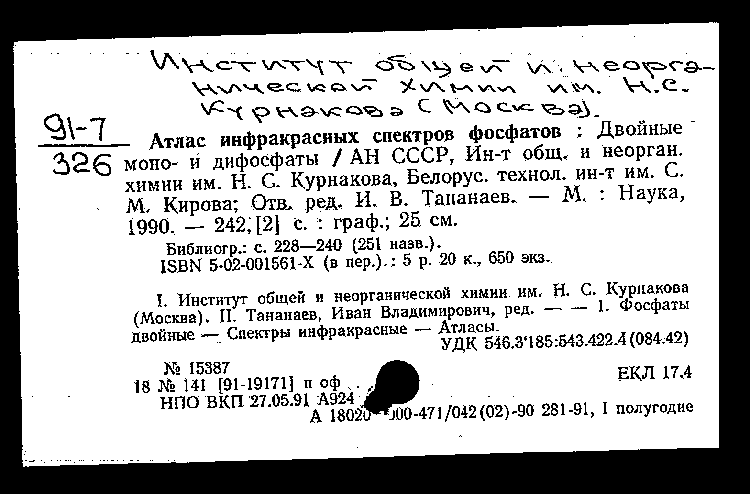 Институт общей и неорга-
нической химии им. Н.С.
Курнакова (Москва).
91-7
326
Атлас инфракрасных спектров фосфатов : Двойные
моно- и дифосфаты / АН СССР, Ин-т общ. и неорган.
химии им. Н. С. Курнакова, Белорус. технол. ин-т им. С.
М. Кирова; Отв. ред. И. В. Тананаев. — М. : Наука,
1990. — 242, [2] с. : граф.; 25 см.
Библиогр.: с. 228—240 (251 назв.).
ISBN 5-02-001561-X (в пер.).: 5 р. 20 к., 650 экз.
I. Институт общей и неорганической химии им. Н. С. Курнакова
(Москва). II. Тананаев, Иван Владимирович, ред. — — 1. Фосфаты
двойные — Спектры инфракрасные — Атласы.
УДК 546.3'185:543.422.4(084.42)
№ 15387
18 № 141 [91-19171] п оф
ЕКЛ 17.4
НПО ВКП 27.05.91 А924
А 00-471/042(02)-90 281-91, I полугодие